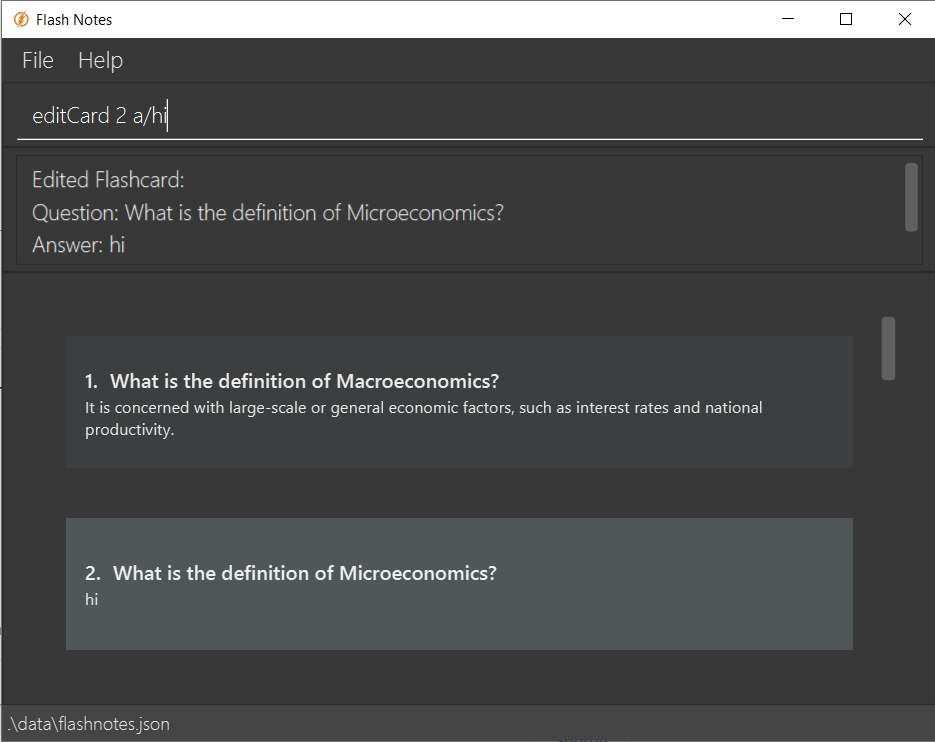 Flash Notes
File Help
editCard 2 a/hi
Edited Flashcard:
Question: What is the definition of Microeconomics?
Answer: hi
1. What is the definition of Macroeconomics?
It is concerned with large-scale or general economic factors, such as interest rates and national
productivity.
2. What is the definition of Microeconomics?
hi
.\data\flashnotes.json